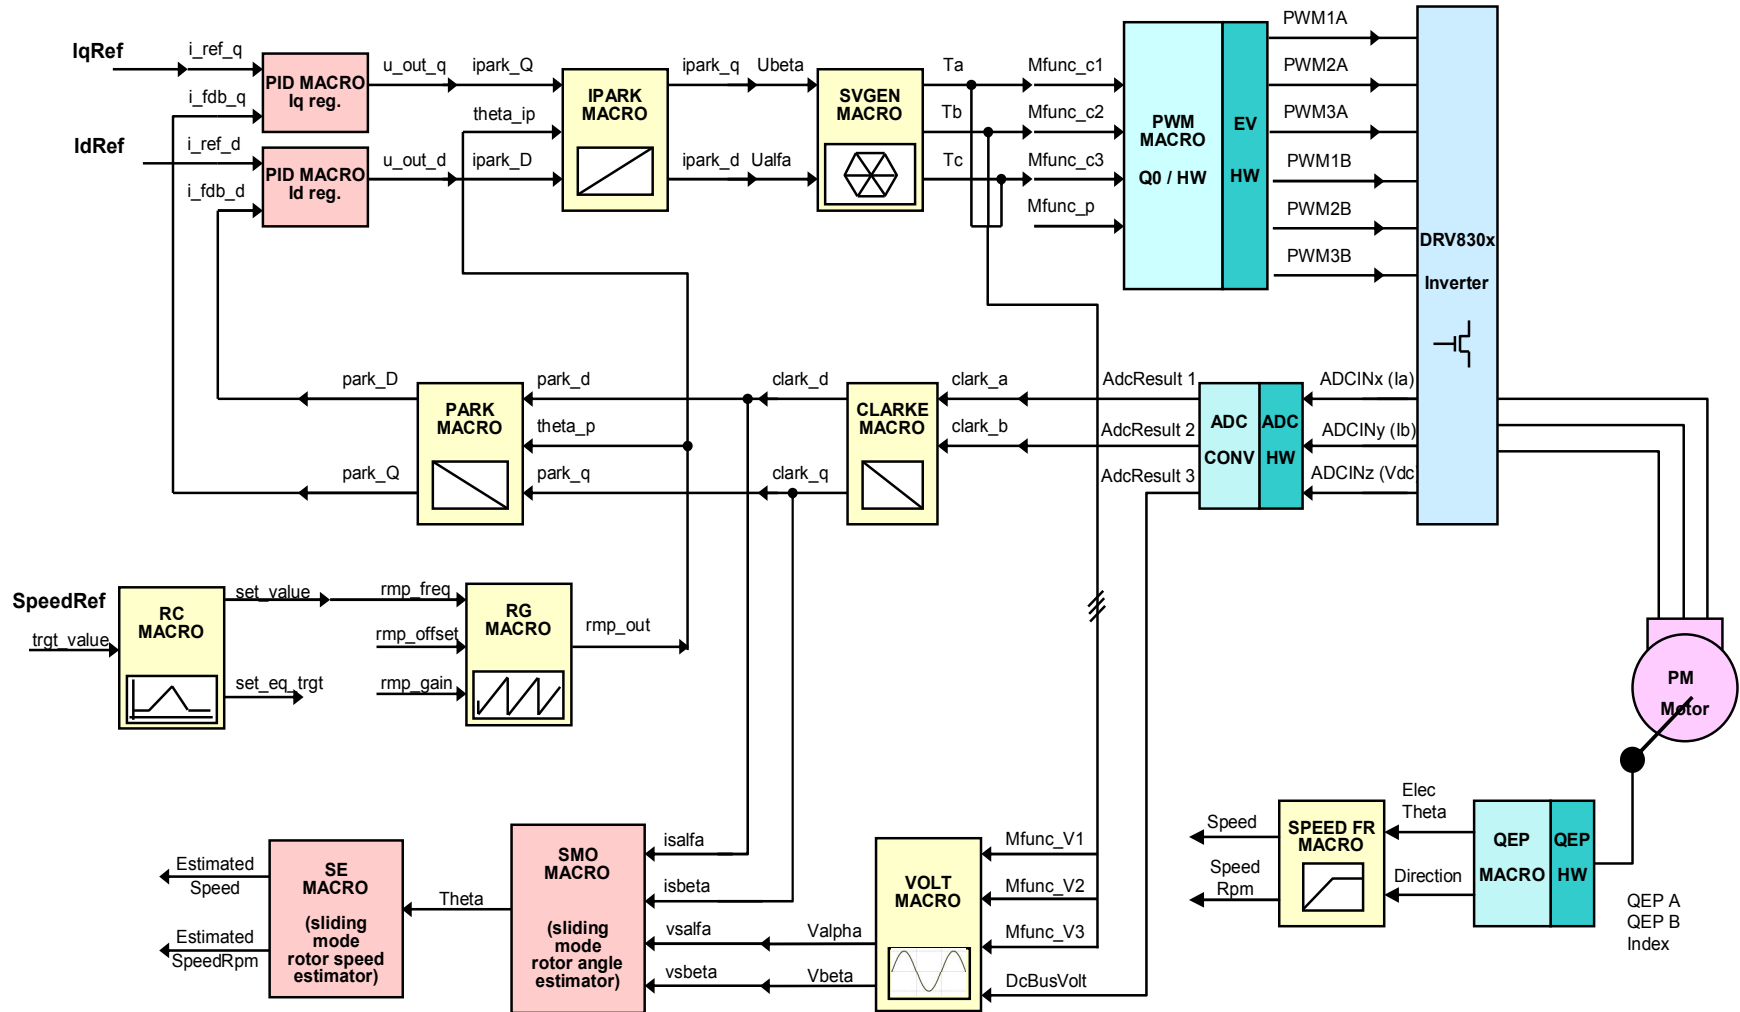 IqRef
i_ref_q
i_fdb_q
PID MACRO
Iq reg.
u_out_q
ipark_Q
theta_ip
IdRef
i_ref_d
i_fdb_d
PID MACRO
Id reg.
u_out_d
ipark_D
IPARK
MACRO
ipark_q
Ubeta
ipark_d
Ualfa
SVGEN
MACRO
Ta
Tb
Tc
Mfunc_c1
Mfunc_c2
Mfunc_c3
Mfunc_p
PWM
MACRO
Q0 / HW
EV
HW
PWM1A
PWM2A
PWM3A
PWM1B
PWM2B
PWM3B
DRV830x
Inverter
park_D
park_Q
PARK
MACRO
park_d
theta_p
park_q
clark_d
clark_q
CLARKE
MACRO
clark_a
clark_b
AdcResult 1
AdcResult 2
AdcResult 3
ADC
CONV
ADC
HW
ADCINx (Ia)
ADCINy (Ib)
ADCINz (Vdc)
SpeedRef
trgt_value
RC
MACRO
set_value
set_eq_trgt
rmp_freq
rmp_offset
rmp_gain
RG
MACRO
rmp_out
PM
Motor
Estimated
Speed
Estimated
SpeedRpm
SE
MACRO
(sliding
mode
rotor speed
estimator)
Theta
SMO
MACRO
(sliding
mode
rotor angle
estimator)
isalfa
isbeta
vsalfa
vsbeta
Valpha
Vbeta
VOLT
MACRO
Mfunc_V1
Mfunc_V2
Mfunc_V3
DcBusVolt
Speed
Speed
Rpm
SPEED FR
MACRO
Elec
Theta
Direction
QEP
MACRO
QEP
HW
QEP A
QEP B
Index